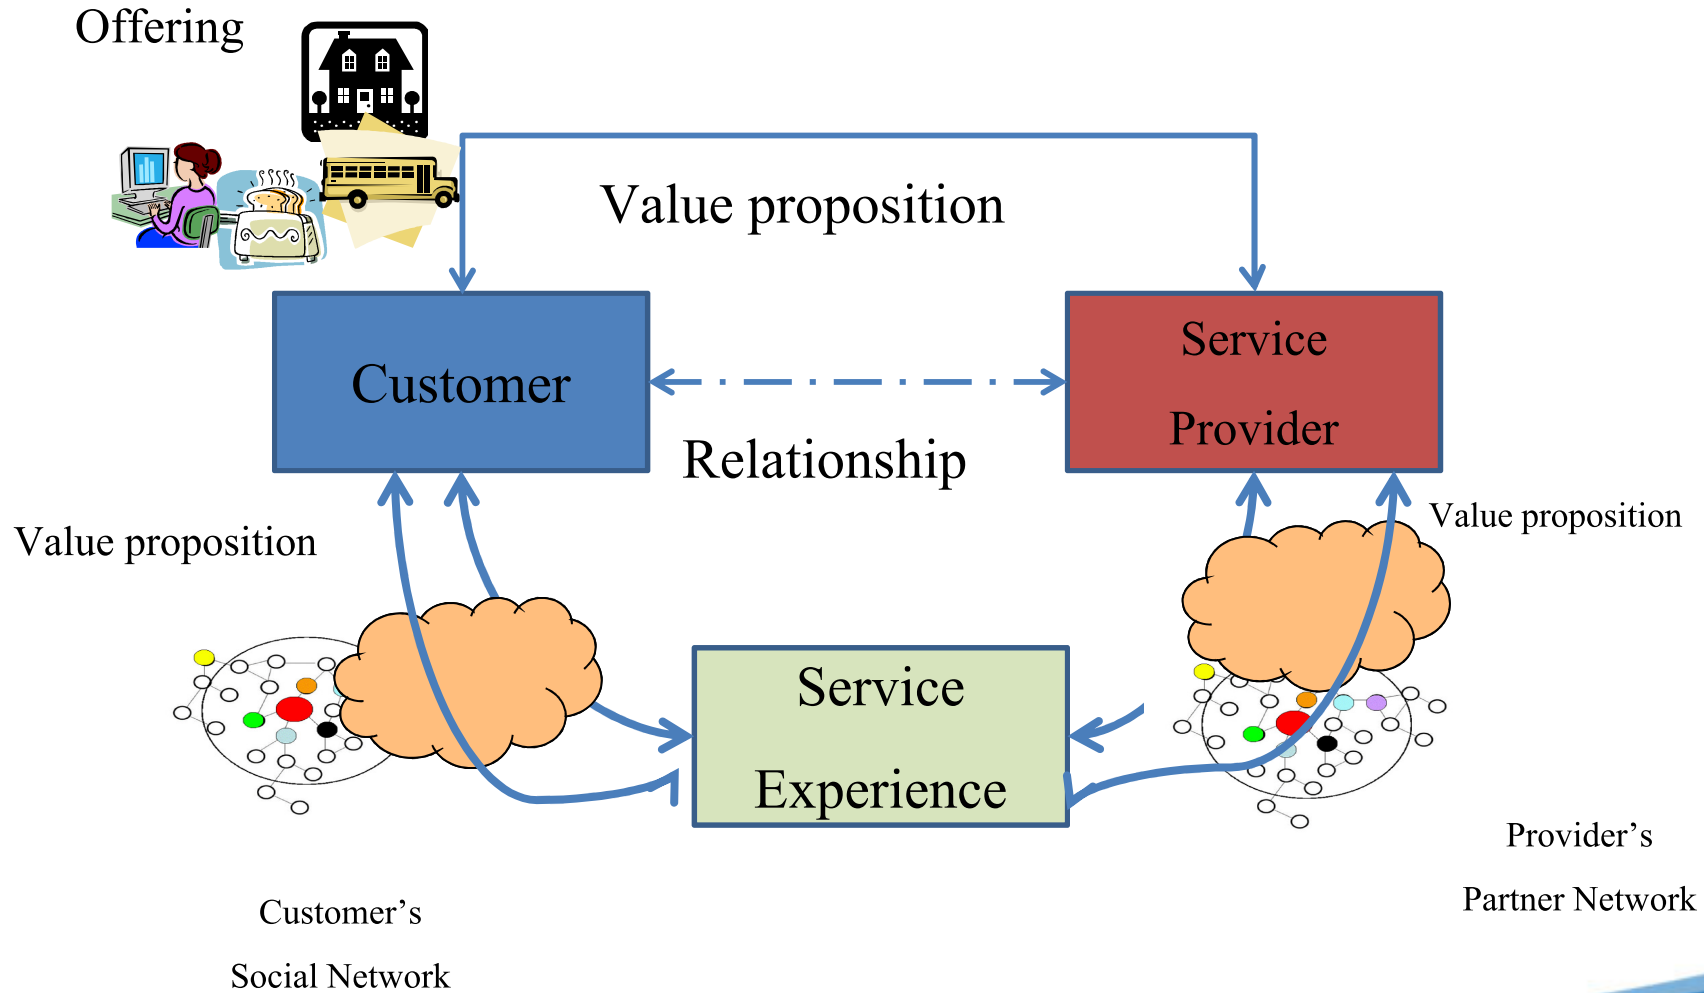 Offering
Value proposition
Customer
Service
Provider
Relationship
Value proposition
Value proposition
Service
Experience
Provider’s
Partner Network
Customer’s
Social Network